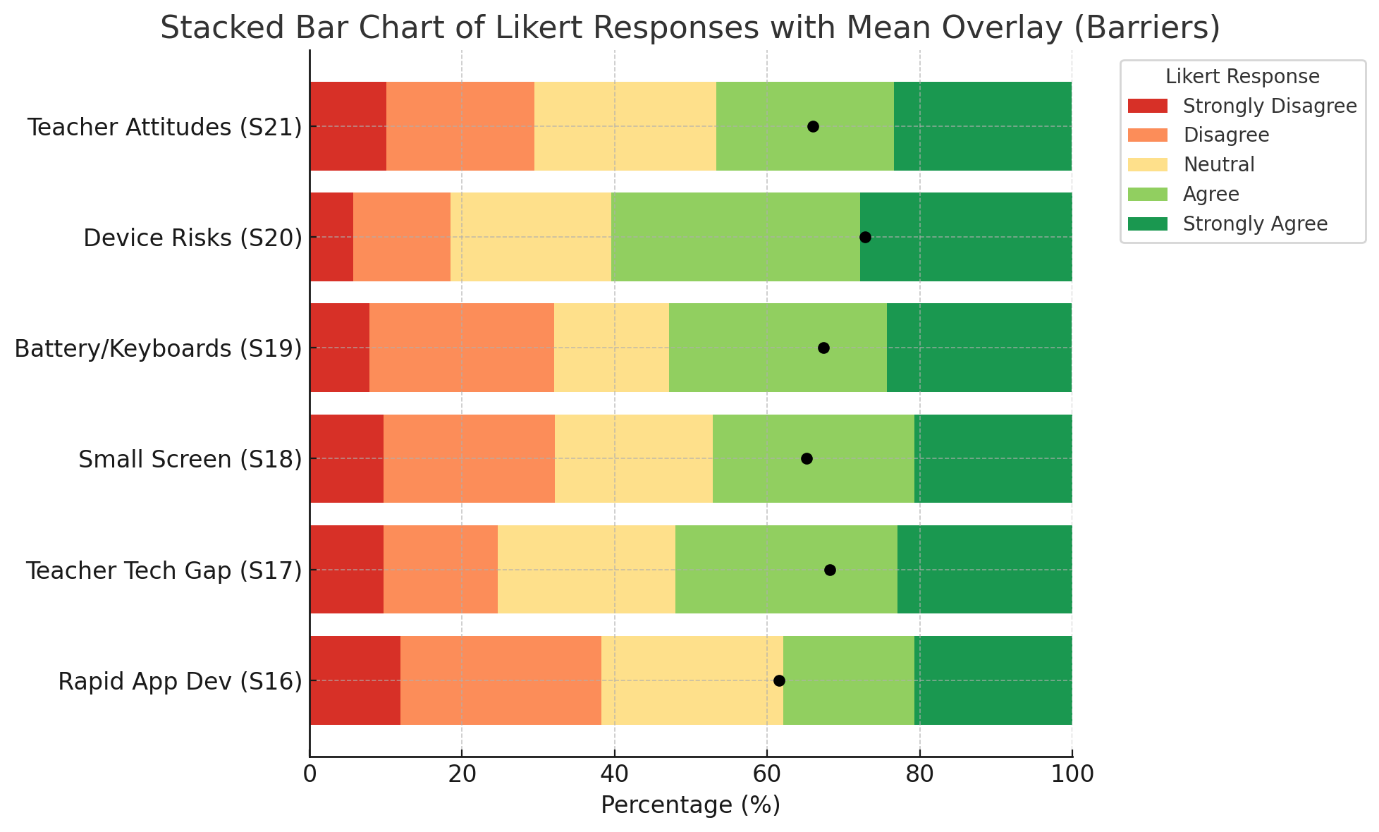 Stacked Bar Chart of Likert Responses with Mean Overlay (Barriers)
Likert Response
Strongly Disagree
Disagree
Neutral
Agree
Strongly Agree
Teacher Attitudes (S21)
Device Risks (S20)
Battery/Keyboards (S19)
Small Screen (S18)
Teacher Tech Gap (S17)
Rapid App Dev (S16)
0 20 40 60 80 100
Percentage (%)